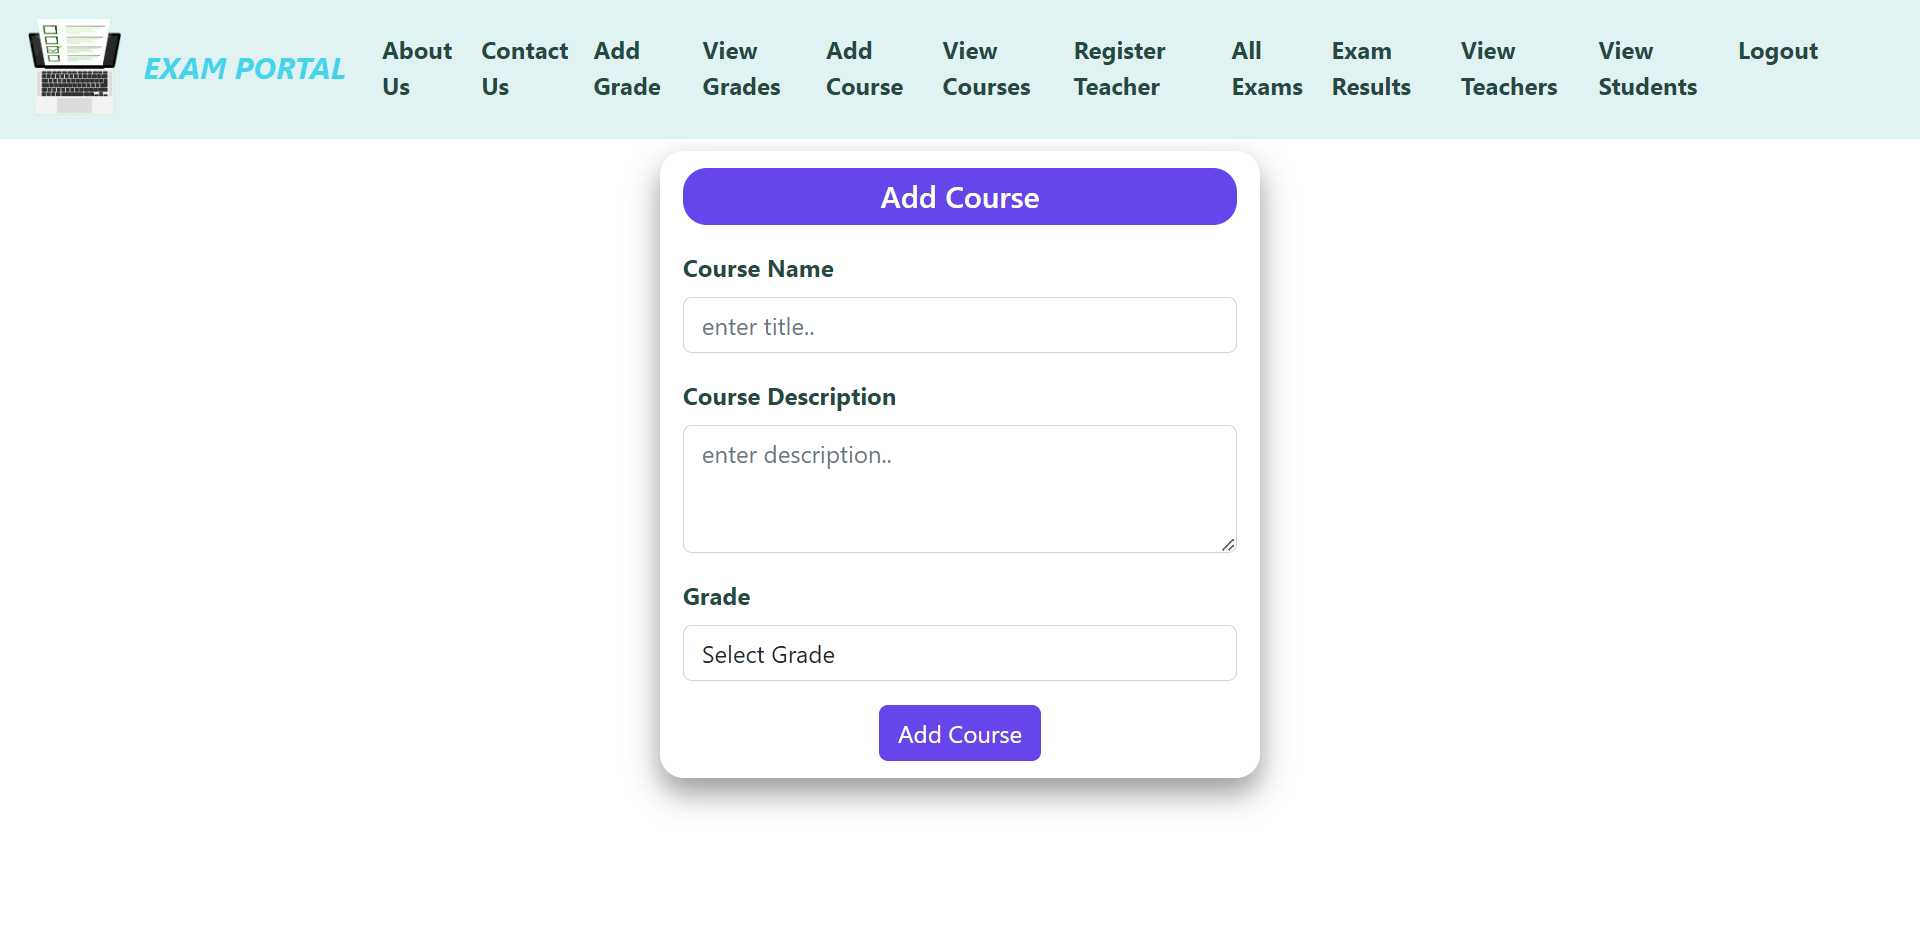 EXAM PORTAL
About Us
Contact Us
Add Grade
View Grades
Add Course
View Courses
Register Teacher
All Exams
Exam Results
View Teachers
View Students
Logout
Add Course
Course Name
enter title..
Course Description
enter description..
Grade
Select Grade
Add Course